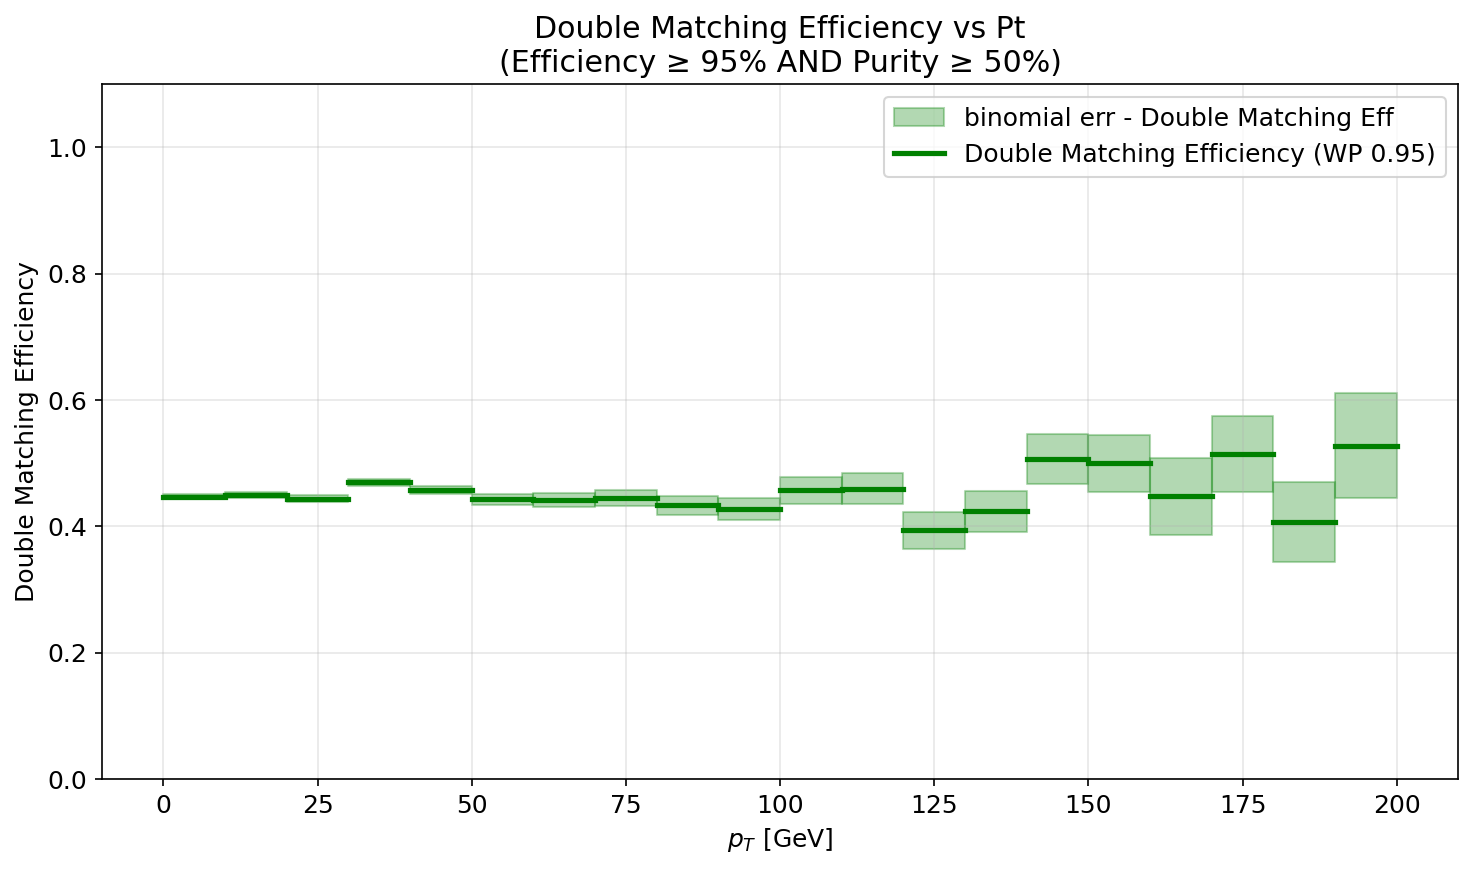 Double Matching Efficiency vs Pt
(Efficiency ≥ 95% AND Purity ≥ 50%)
binomial err - Double Matching Eff
Double Matching Efficiency (WP 0.95)
Double Matching Efficiency
1.0
0.8
0.6
0.4
0.2
0.0
0 25 50 75 100 125 150 175 200
p_T [GeV]